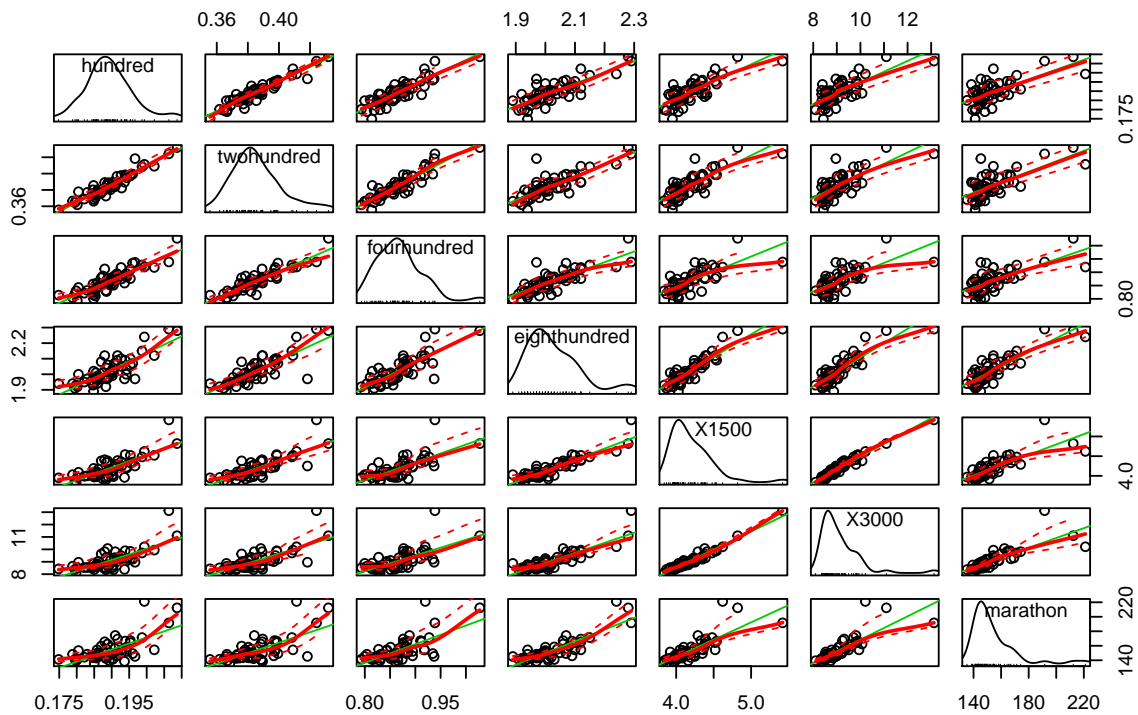 0.36 0.40 1.9 2.1 2.3 8 10 12
hundred
0.175
twohundred
0.36
fourhundred
0.80
eighthundred
1.9 2.2
X1500
4.0
X3000
8 11
marathon
140 220
0.175 0.195 0.80 0.95 4.0 5.0 140 180 220